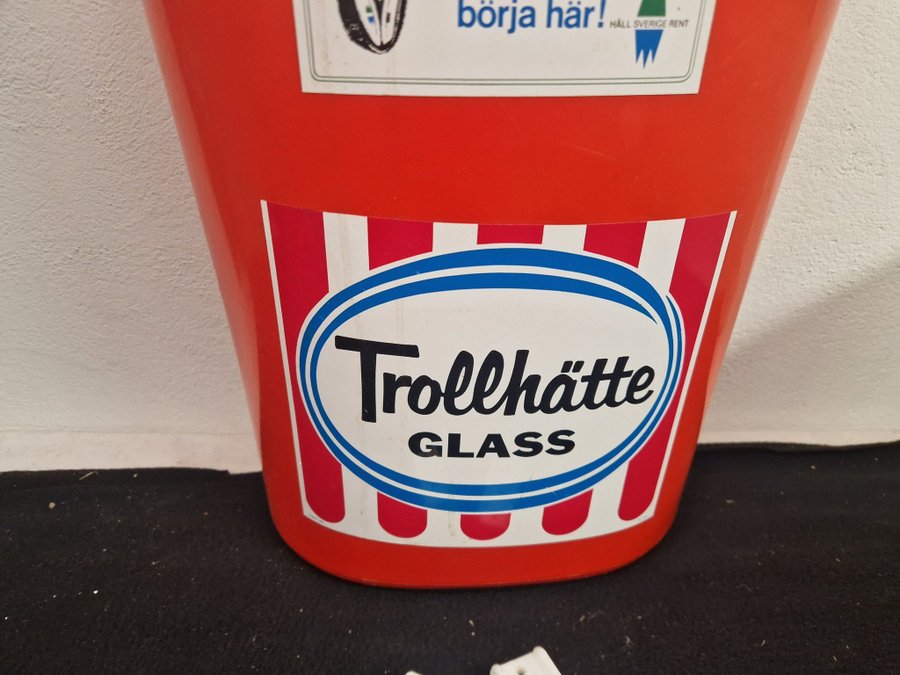 börja här!
HÅLL SVERIGE RENT
Trollhätte
GLASS